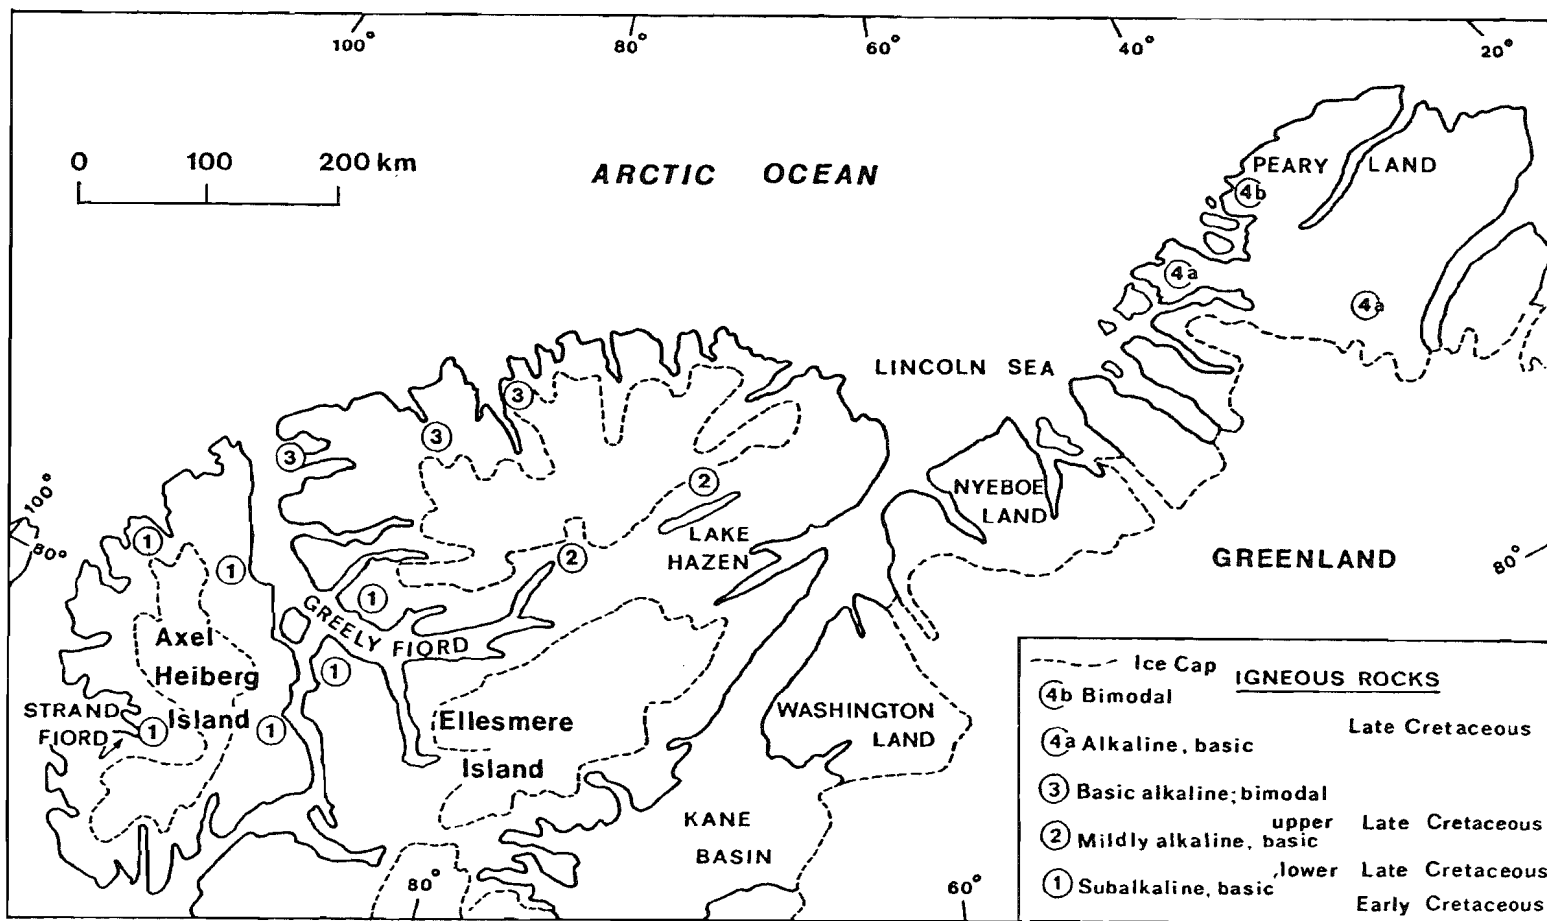 100° 80° 60° 40° 20°
0 100 200 km
ARCTIC OCEAN
PEARY LAND
4b
4a
4a
LINCOLN SEA
3
3
3
2
NYEBOE
LAND
LAKE
HAZEN
2
100°
80°
1
1
1
GREELY FIORD
1
GREENLAND
80°
Axel
Heiberg
Island
STRAND
FIORD
1
1
Ellesmere
Island
WASHINGTON
LAND
KANE
BASIN
80°
60°
Ice Cap
IGNEOUS ROCKS
4b Bimodal
Late Cretaceous
4a Alkaline, basic
3 Basic alkaline; bimodal
upper Late Cretaceous
2 Mildly alkaline, basic
,lower Late Cretaceous
1 Subalkaline, basic
Early Cretaceous